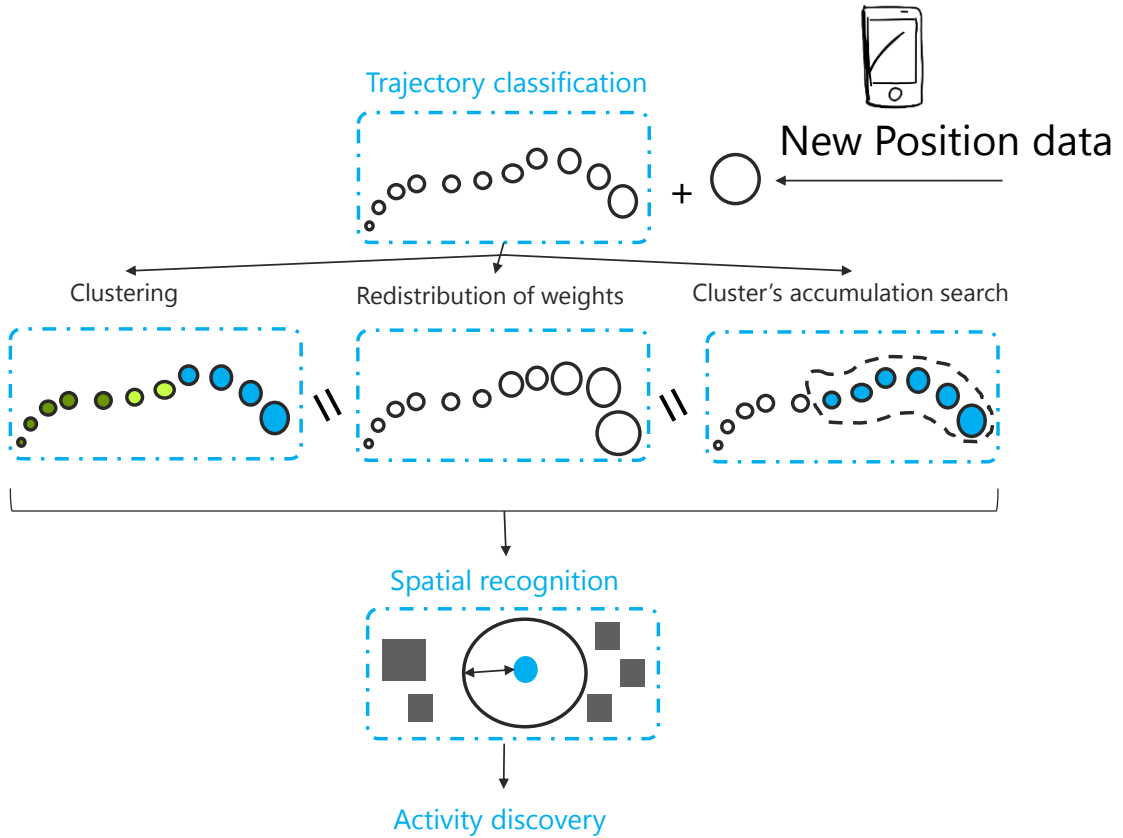 Trajectory classification
New Position data
+
Clustering
Redistribution of weights
Cluster’s accumulation search
Spatial recognition
Activity discovery